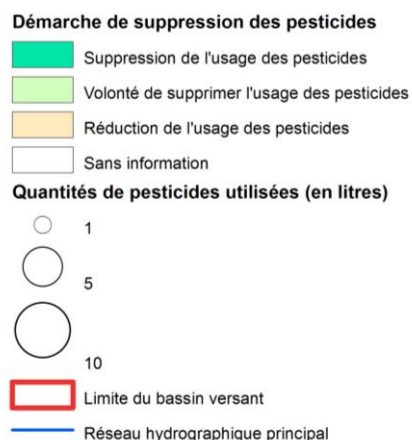 Démarche de suppression des pesticides
Suppression de l'usage des pesticides
Volonté de supprimer l'usage des pesticides
Réduction de l'usage des pesticides
Sans information
Quantités de pesticides utilisées (en litres)
1
5
10
Limite du bassin versant
Réseau hydrographique principal